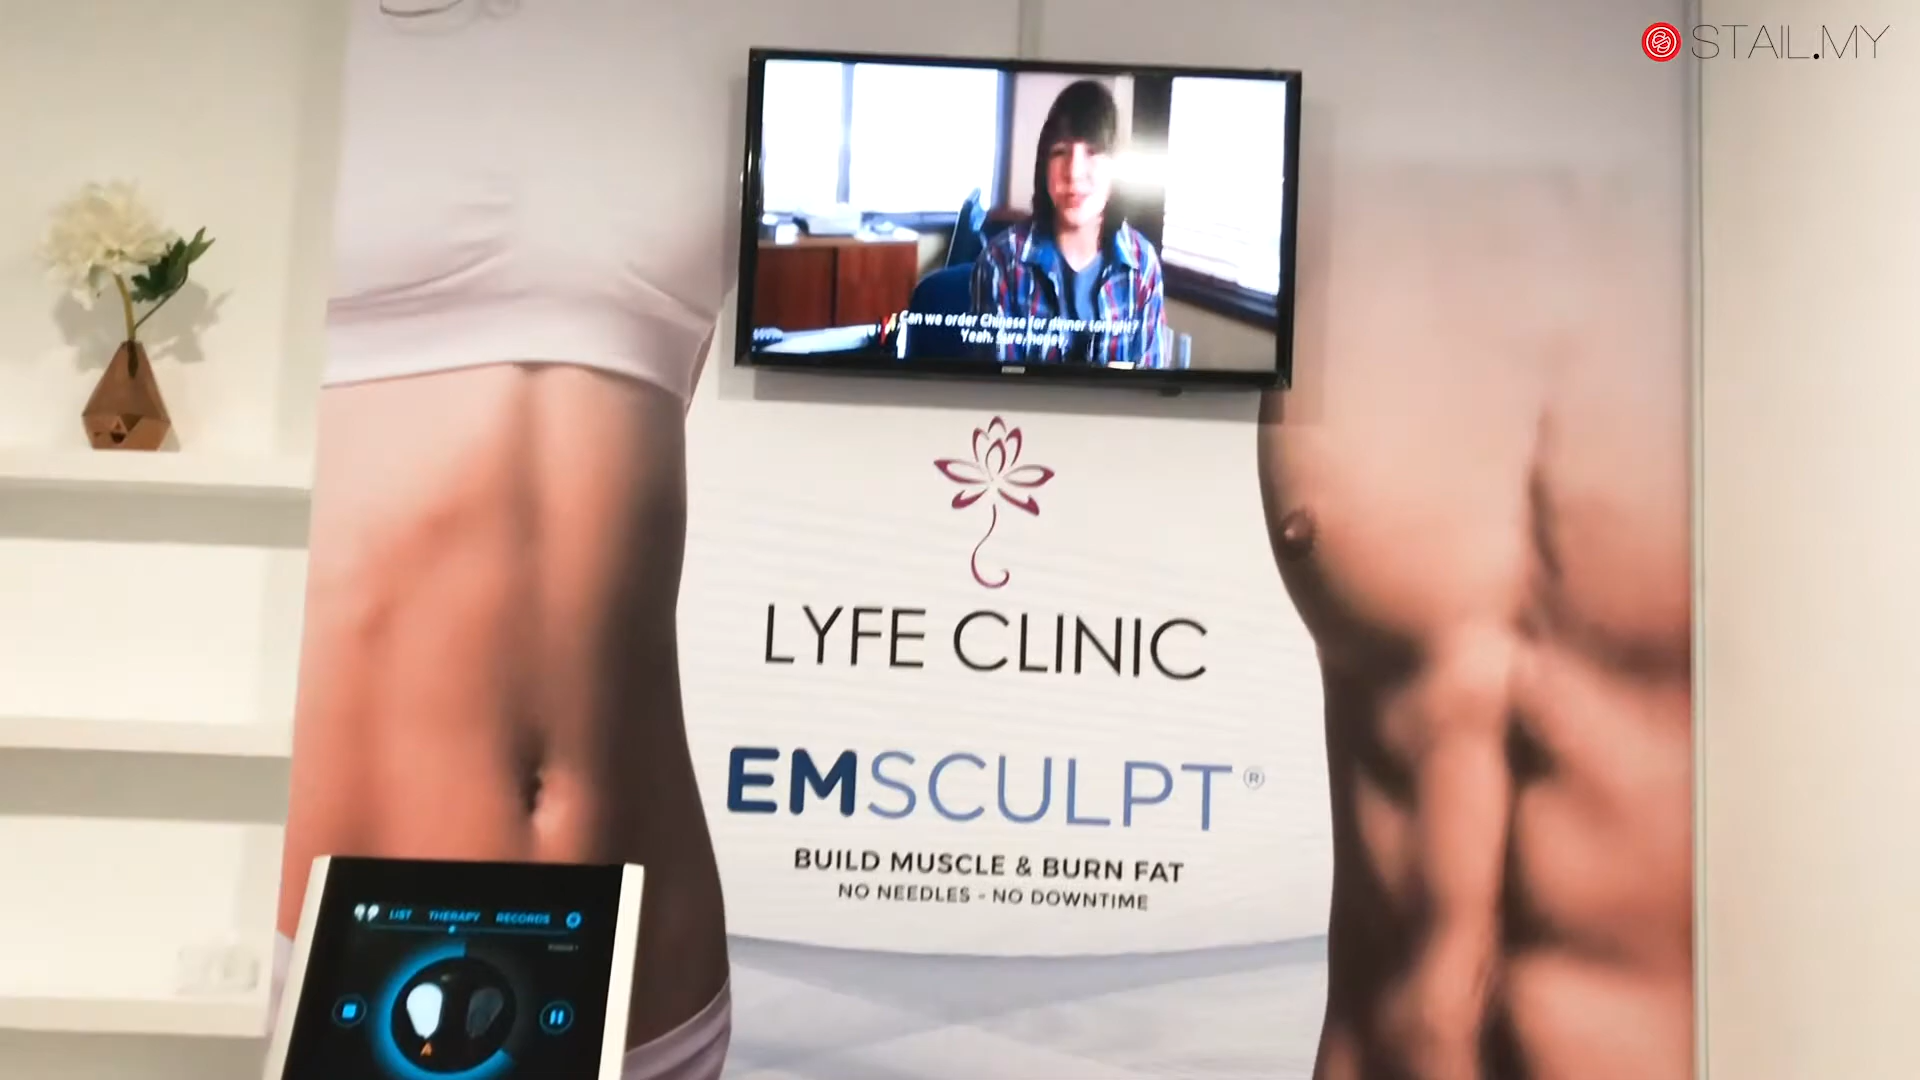 STAIL.MY
Can we order Chinese for dinner tonight?
Yeah. Sure, honey.
LYFE CLINIC
EMSCULPT®
BUILD MUSCLE & BURN FAT
NO NEEDLES - NO DOWNTIME
LIST THERAPY RECORDS
A